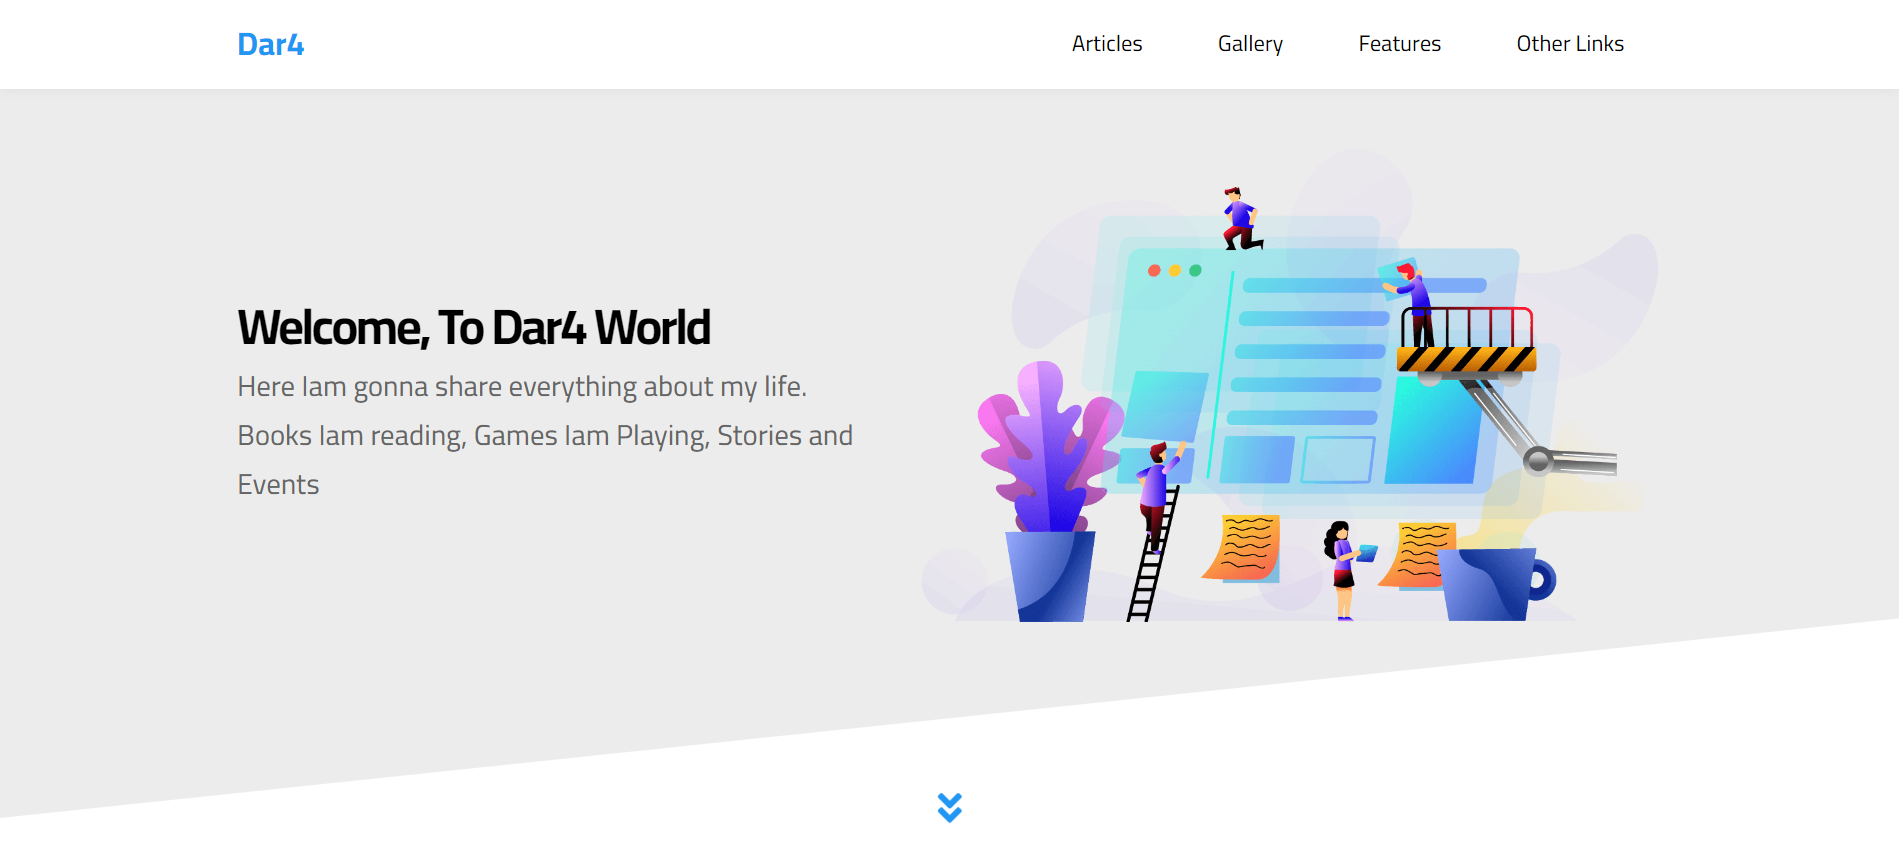 Dar4
Articles
Gallery
Features
Other Links
Welcome, To Dar4 World
Here Iam gonna share everything about my life.
Books Iam reading, Games Iam Playing, Stories and
Events